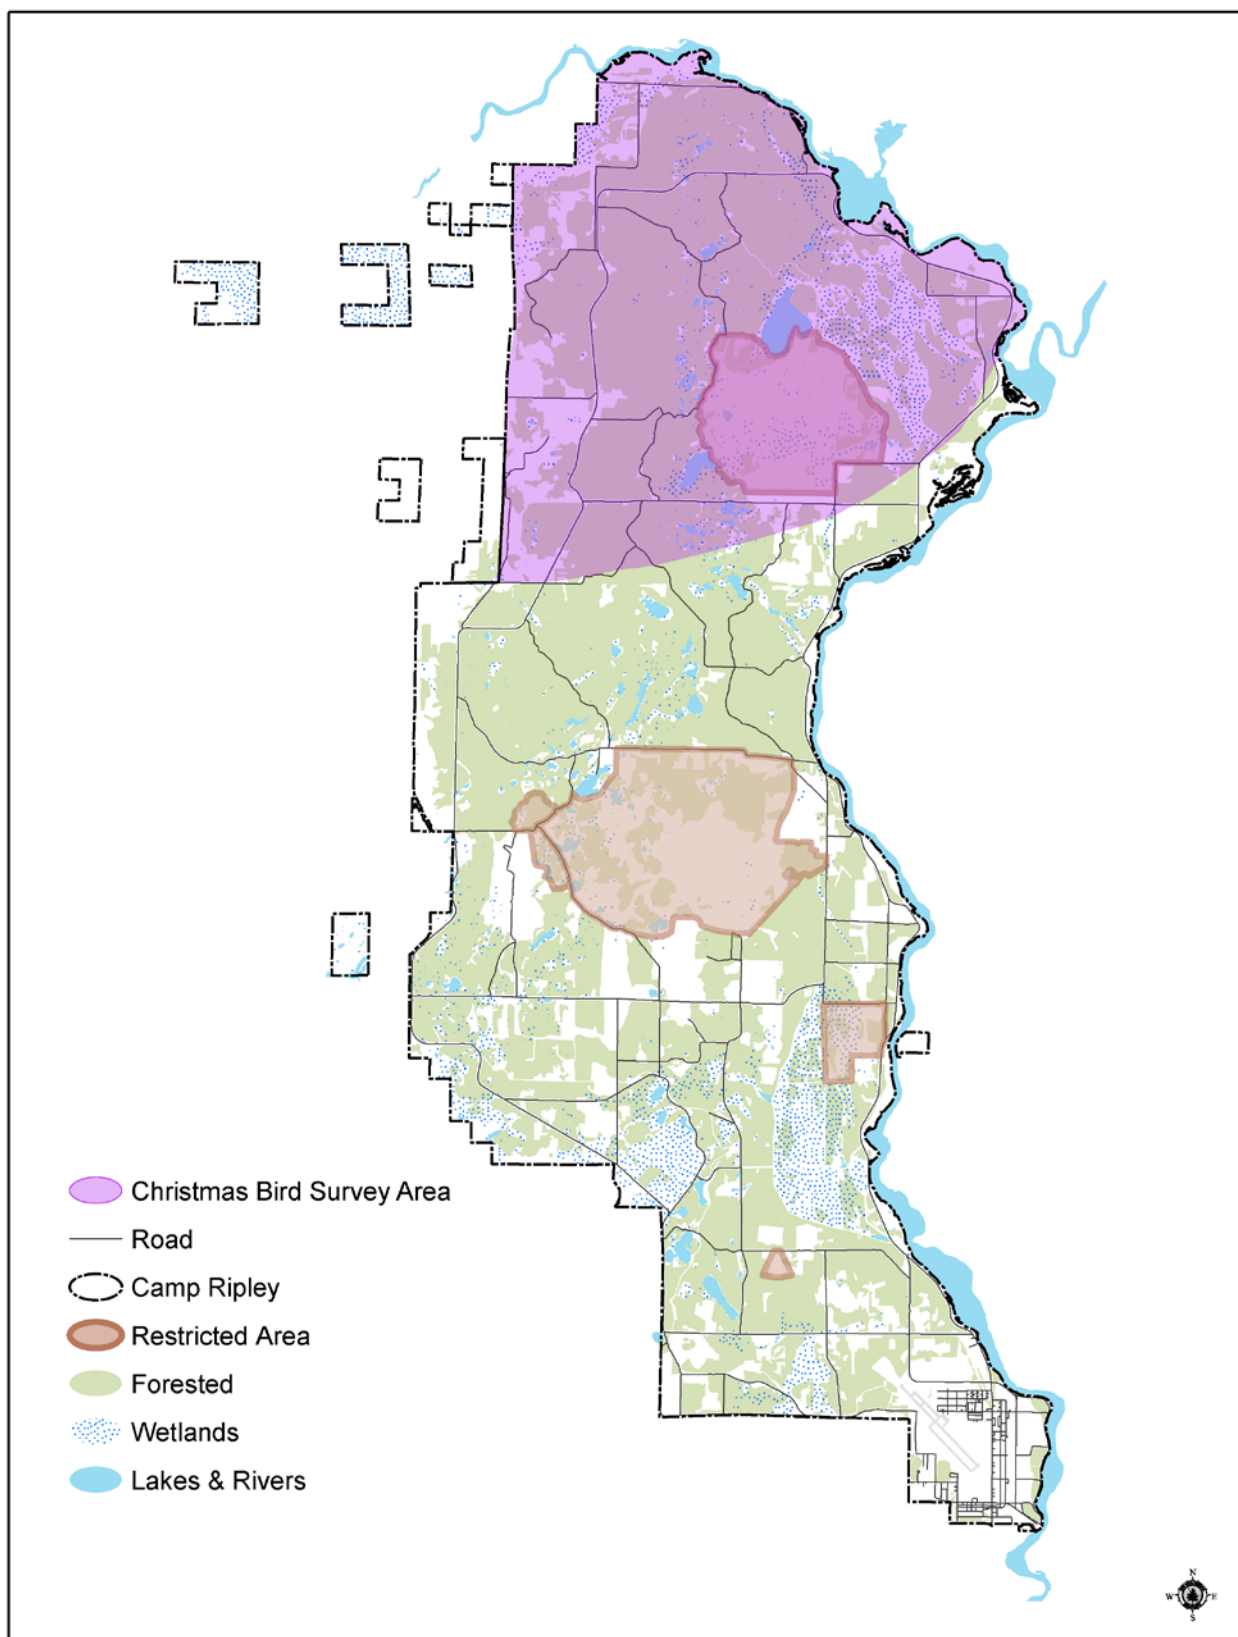 Christmas Bird Survey Area
Road
Camp Ripley
Restricted Area
Forested
Wetlands
Lakes & Rivers
N
W E
S